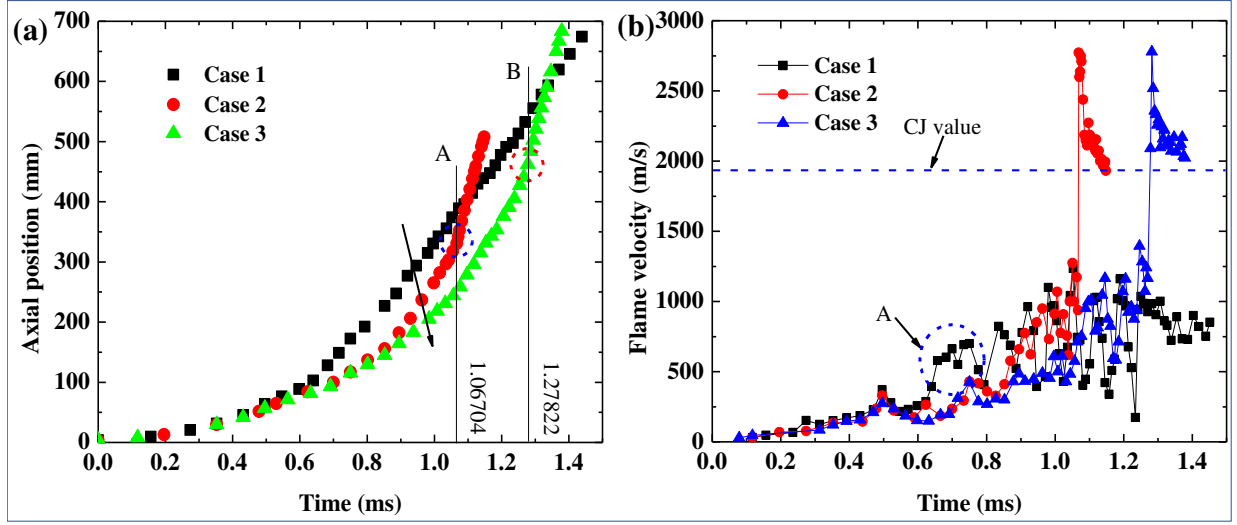 (a)
700
600
500
400
300
200
100
0
Axial position (mm)
Case 1
Case 2
Case 3
A
B
1.06704
1.27822
0.0 0.2 0.4 0.6 0.8 1.0 1.2 1.4
Time (ms)
(b)
3000
2500
2000
1500
1000
500
0
Flame velocity (m/s)
Case 1
Case 2
Case 3
CJ value
A
0.0 0.2 0.4 0.6 0.8 1.0 1.2 1.4
Time (ms)